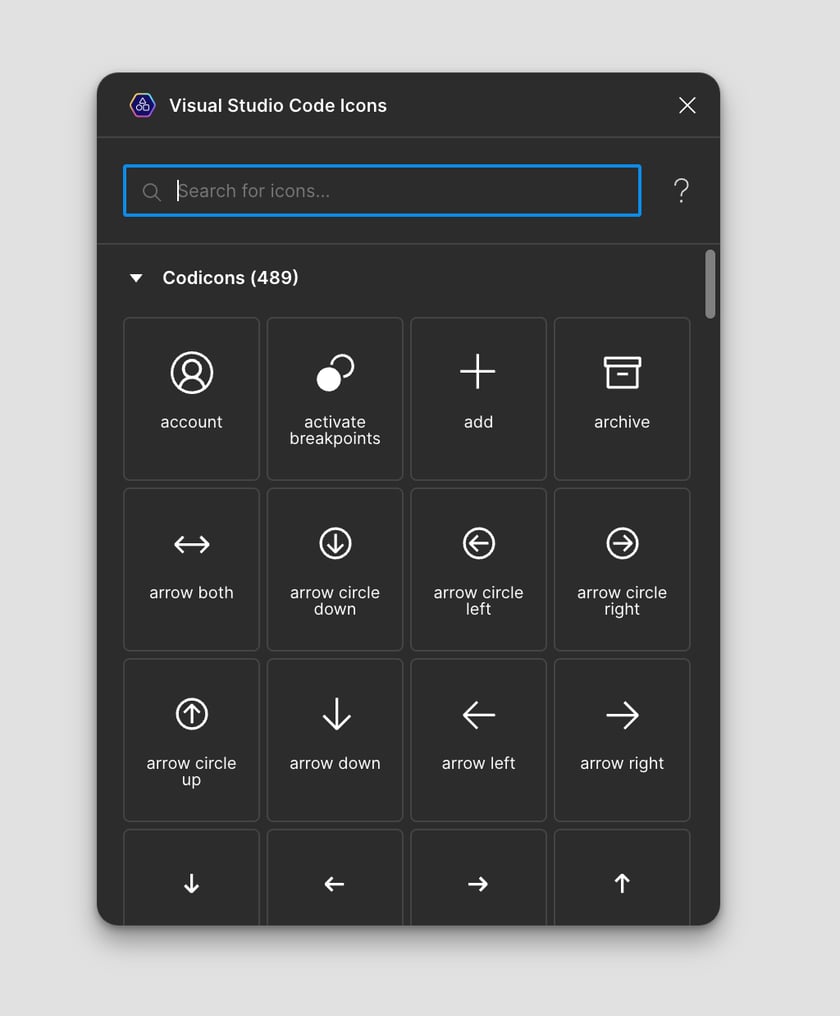 Visual Studio Code Icons
Search for icons...
?
Codicons (489)
account
activate
breakpoints
add
archive
arrow both
arrow circle
down
arrow circle
left
arrow circle
right
arrow circle
up
arrow down
arrow left
arrow right